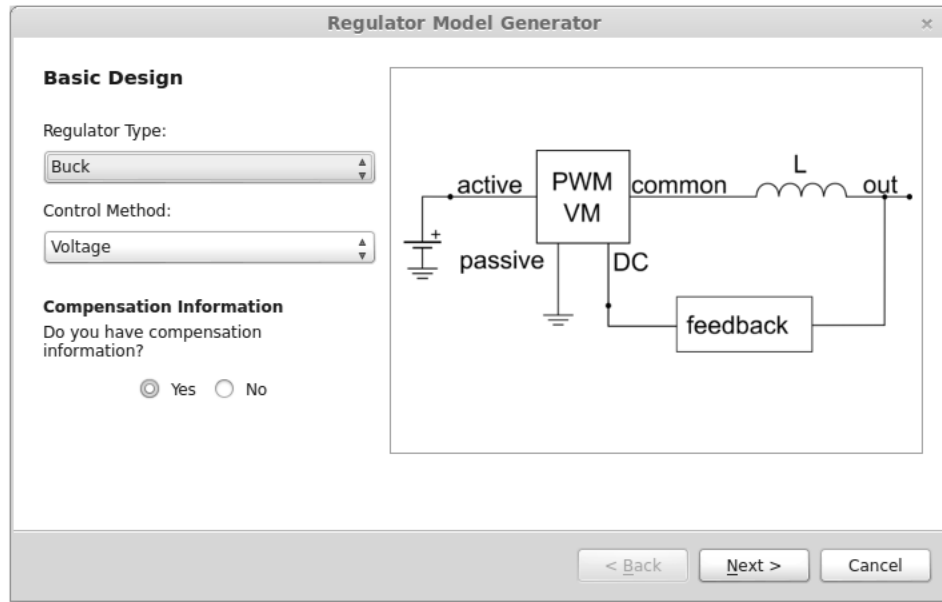 Regulator Model Generator
×
Basic Design
Regulator Type:
Buck
Control Method:
Voltage
Compensation Information
Do you have compensation
information?
Yes No
active
PWM
VM
common
L
out
+
passive
DC
feedback
< Back
Next >
Cancel